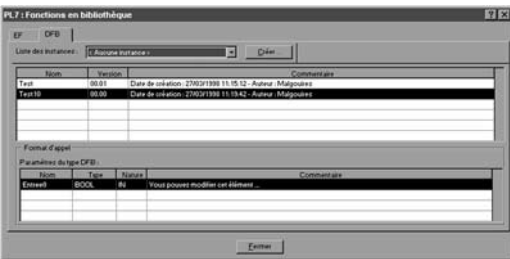 PL7 : Fonctions en bibliothèque
EF DFB
Liste des instances : < Aucune instance > Créer...
Nom Version Commentaire
Test 00.01 Date de création : 27/03/1998 11:15:12 - Auteur : Malgouires
Test10 00.00 Date de création : 27/03/1998 11:19:42 - Auteur : Malgouires
Format d'appel
Paramètres du type DFB :
Nom Type Nature Commentaire
Entree0 BOOL IN Vous pouvez modifier cet élément ...
Fermer